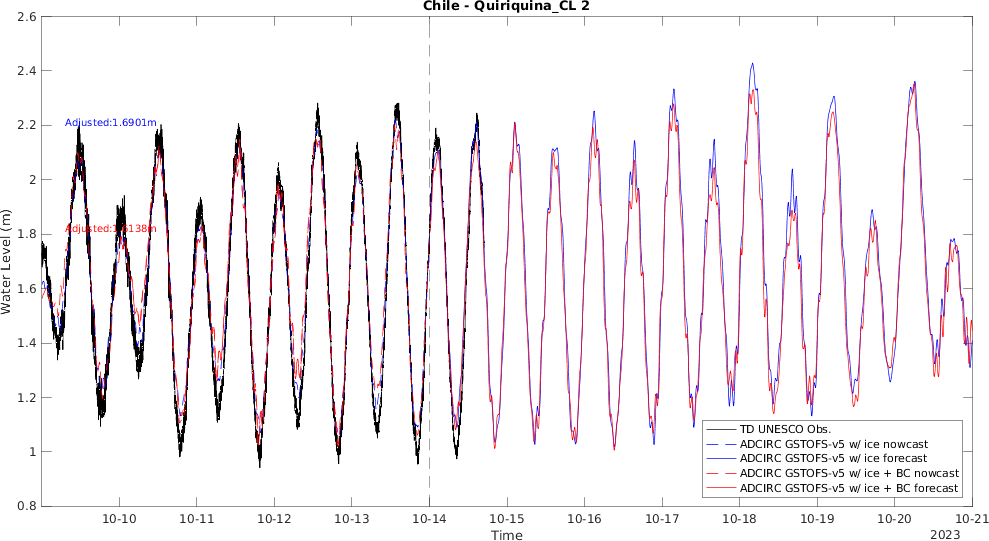 Chile - Quiriquina_CL 2
2.6
2.4
2.2
2
1.8
1.6
1.4
1.2
1
0.8
Water Level (m)
Adjusted:1.6901m
Adjusted:1.6138m
TD UNESCO Obs.
ADCIRC GSTOFS-v5 w/ ice nowcast
ADCIRC GSTOFS-v5 w/ ice forecast
ADCIRC GSTOFS-v5 w/ ice + BC nowcast
ADCIRC GSTOFS-v5 w/ ice + BC forecast
10-10 10-11 10-12 10-13 10-14 10-15 10-16 10-17 10-18 10-19 10-20 10-21
Time
2023